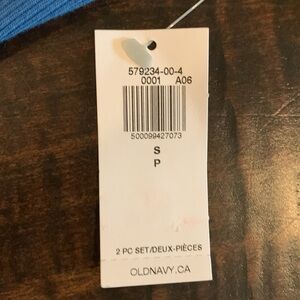 579234-00-4
0001 A06
500099427073
S
P
2 PC SET/DEUX-PIÈCES
OLDNAVY.CA